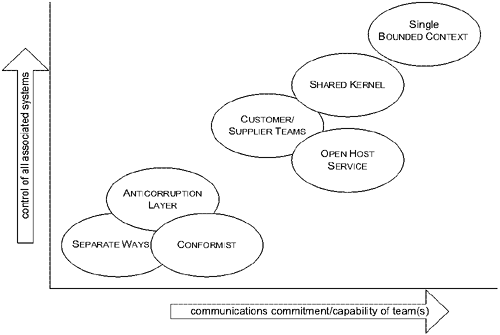 Single
BOUNDED CONTEXT
SHARED KERNEL
CUSTOMER/
SUPPLIER TEAMS
OPEN HOST
SERVICE
ANTICORRUPTION
LAYER
SEPARATE WAYS
CONFORMIST
control of all associated systems
communications commitment/capability of team(s)